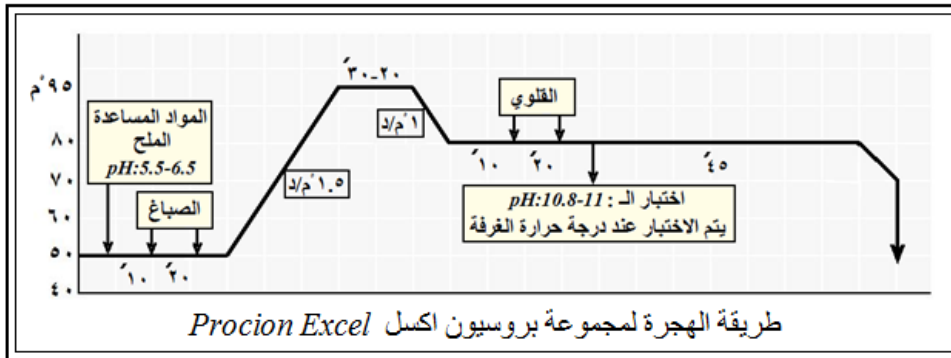 ٢٠-٣٠َ
٩٥ ْم
٨٠
٧٠
٦٠
٥٠
٤٠
المواد المساعدة
الملح
pH:5.5-6.5
الصباغ
١٠َ
٢٠َ
١.٥ ْم/د
١ ْم/د
القلوي
١٠َ
٢٠َ
٤٥َ
اختبار الـ : pH:10.8-11
يتم الاختبار عند درجة حرارة الغرفة
طريقة الهجرة لمجموعة بروسيون اكسل Procion Excel